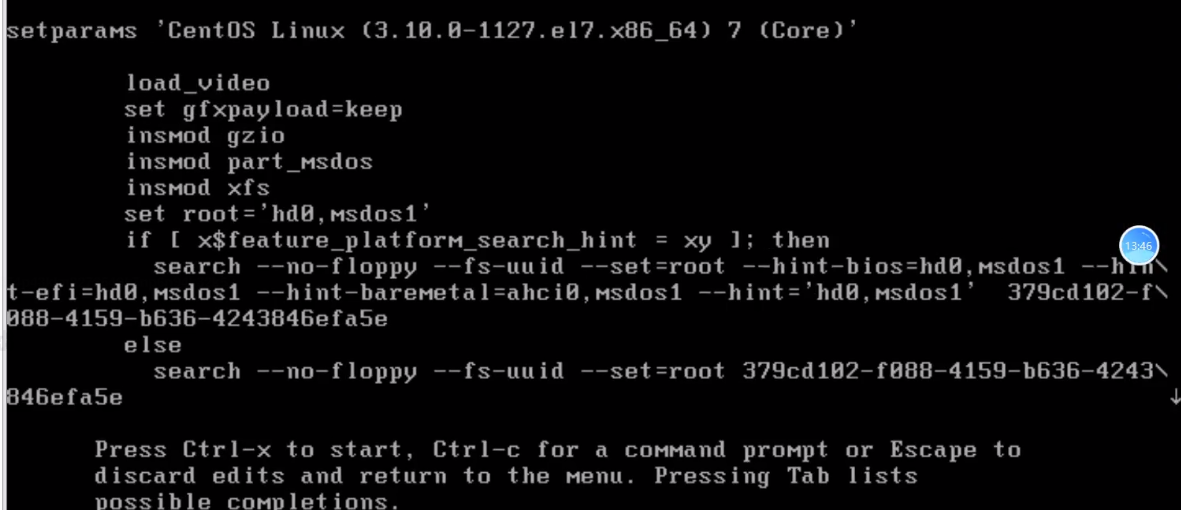 setparams 'CentOS Linux (3.10.0-1127.el7.x86_64) 7 (Core)'
load_video
set gfxpayload=keep
insmod gzio
insmod part_msdos
insmod xfs
set root='hd0,msdos1'
if [ x$feature_platform_search_hint = xy ]; then
search --no-floppy --fs-uuid --set=root --hint-bios=hd0,msdos1 --hin\
t-efi=hd0,msdos1 --hint-baremetal=ahci0,msdos1 --hint='hd0,msdos1'  379cd102-f\
088-4159-b636-4243846efa5e
else
search --no-floppy --fs-uuid --set=root 379cd102-f088-4159-b636-4243\
846efa5e
Press Ctrl-x to start, Ctrl-c for a command prompt or Escape to
discard edits and return to the menu. Pressing Tab lists
possible completions.
13:46